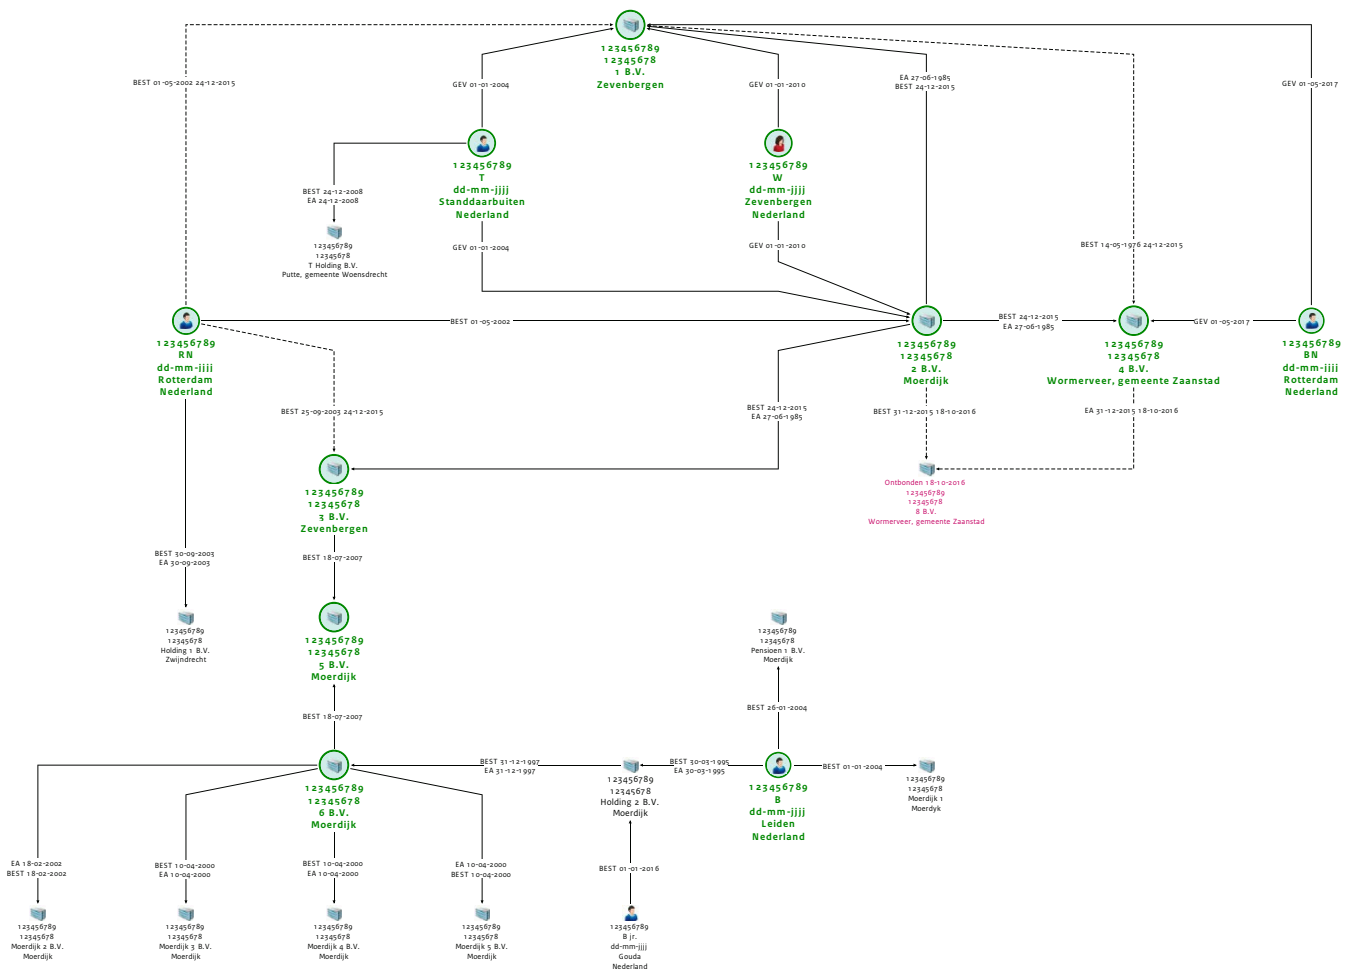 123456789
12345678
1 B.V.
Zevenbergen
BEST 01-05-2002 24-12-2015
GEV 01-01-2004
GEV 01-01-2010
EA 27-06-1985
BEST 24-12-2015
GEV 01-05-2017
123456789
T
dd-mm-jjjj
Standdaarbuiten
Nederland
123456789
W
dd-mm-jjjj
Zevenbergen
Nederland
BEST 24-12-2008
EA 24-12-2008
123456789
12345678
T Holding B.V.
Putte, gemeente Woensdrecht
GEV 01-01-2004
GEV 01-01-2010
BEST 14-05-1976 24-12-2015
123456789
RN
dd-mm-jjjj
Rotterdam
Nederland
BEST 01-05-2002
123456789
12345678
2 B.V.
Moerdijk
BEST 24-12-2015
EA 27-06-1985
123456789
12345678
4 B.V.
Wormerveer, gemeente Zaanstad
GEV 01-05-2017
123456789
BN
dd-mm-jjjj
Rotterdam
Nederland
BEST 25-09-2003 24-12-2015
BEST 24-12-2015
EA 27-06-1985
BEST 31-12-2015 18-10-2016
EA 31-12-2015 18-10-2016
123456789
12345678
3 B.V.
Zevenbergen
Ontbonden 18-10-2016
123456789
12345678
8 B.V.
Wormerveer, gemeente Zaanstad
BEST 30-09-2003
EA 30-09-2003
BEST 18-07-2007
123456789
12345678
Holding 1 B.V.
Zwijndrecht
123456789
12345678
5 B.V.
Moerdijk
123456789
12345678
Pensioen 1 B.V.
Moerdijk
BEST 18-07-2007
BEST 26-01-2004
123456789
12345678
6 B.V.
Moerdijk
BEST 31-12-1997
EA 31-12-1997
123456789
12345678
Holding 2 B.V.
Moerdijk
BEST 30-03-1995
EA 30-03-1995
123456789
B
dd-mm-jjjj
Leiden
Nederland
BEST 01-01-2004
123456789
12345678
Moerdijk 1
Moerdyk
EA 18-02-2002
BEST 18-02-2002
BEST 10-04-2000
EA 10-04-2000
BEST 10-04-2000
EA 10-04-2000
EA 10-04-2000
BEST 10-04-2000
BEST 01-01-2016
123456789
12345678
Moerdijk 2 B.V.
Moerdijk
123456789
12345678
Moerdijk 3 B.V.
Moerdijk
123456789
12345678
Moerdijk 4 B.V.
Moerdijk
123456789
12345678
Moerdijk 5 B.V.
Moerdijk
123456789
B jr.
dd-mm-jjjj
Gouda
Nederland